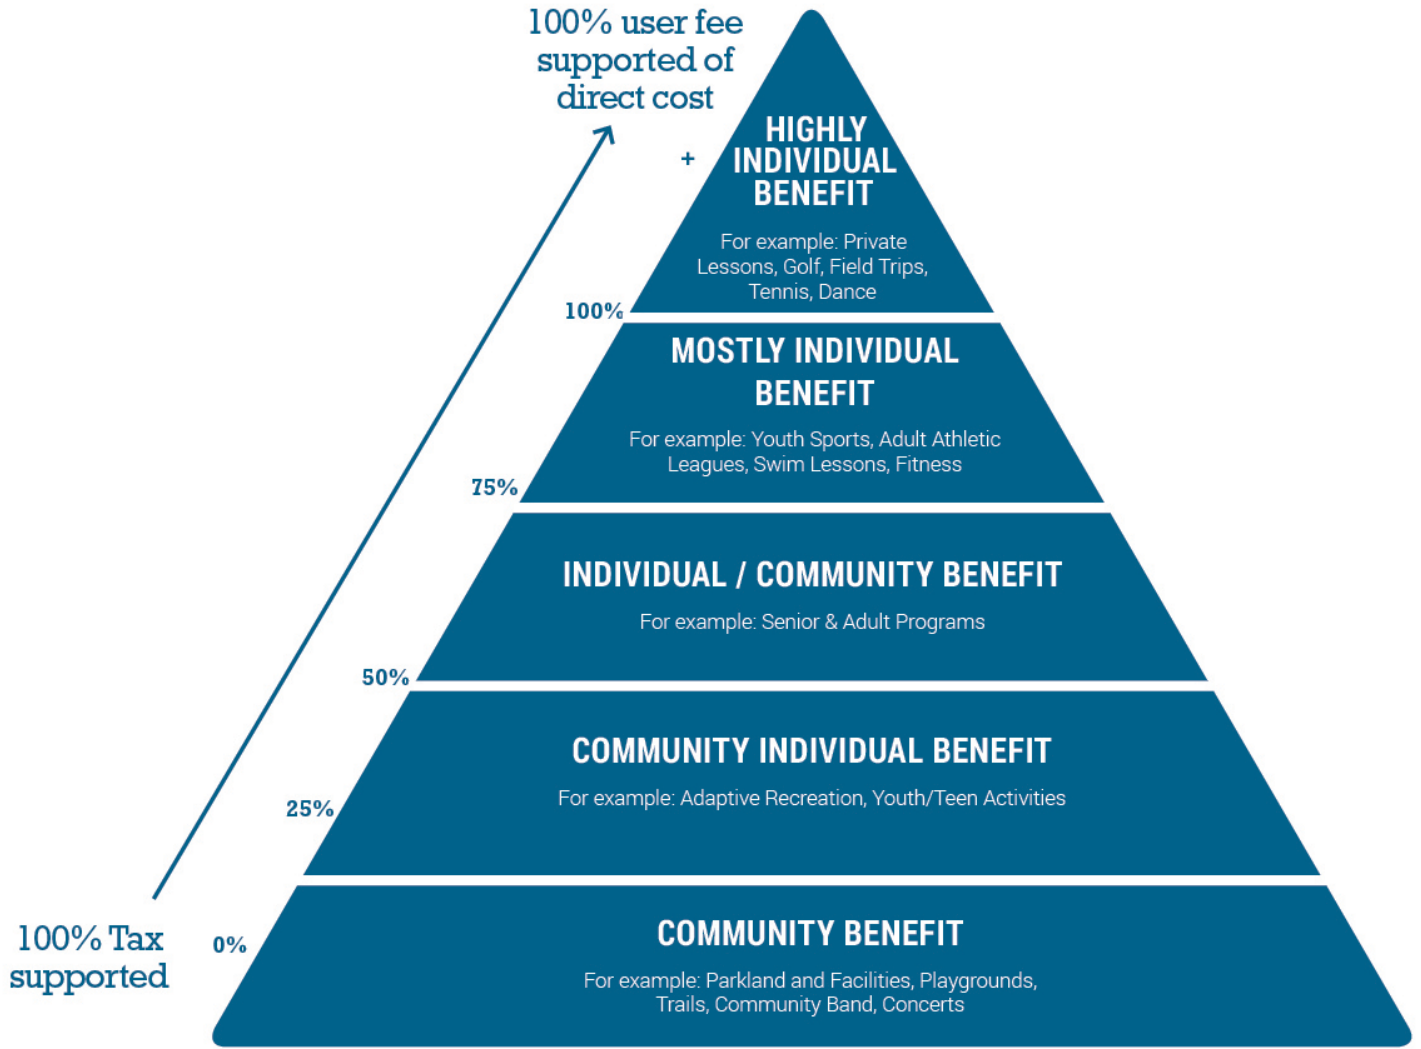 100% user fee
supported of
direct cost
+
HIGHLY
INDIVIDUAL
BENEFIT
For example: Private
Lessons, Golf, Field Trips,
Tennis, Dance
100%
MOSTLY INDIVIDUAL
BENEFIT
For example: Youth Sports, Adult Athletic
Leagues, Swim Lessons, Fitness
75%
INDIVIDUAL / COMMUNITY BENEFIT
For example: Senior & Adult Programs
50%
COMMUNITY INDIVIDUAL BENEFIT
For example: Adaptive Recreation, Youth/Teen Activities
25%
100% Tax
supported
0%
COMMUNITY BENEFIT
For example: Parkland and Facilities, Playgrounds,
Trails, Community Band, Concerts